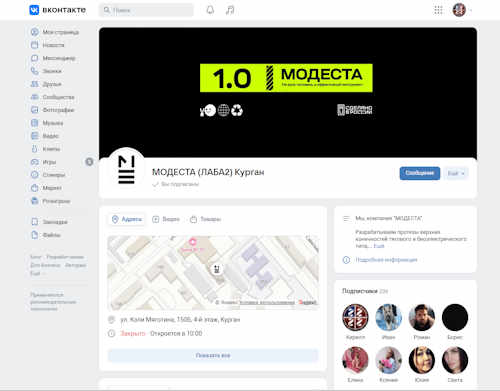 вконтакте
Поиск
Моя страница
Новости
Мессенджер
Звонки
Друзья
Сообщества
Фотографии
Музыка
Видео
Клипы
Игры
Стикеры
Маркет
Розыгрыш
Закладки
Файлы
Блог Разработчикам
Для бизнеса Авторам
Ещё
Применяются
рекомендательные
технологии
1.0 МОДЕСТА
СДЕЛАНО
В РОССИИ
МОДЕСТА (ЛАБА2) Курган
Вы подписаны
Сообщение
Ещё
Адреса Видео Товары
Условия использования
ул. Коли Мяготина, 150Б, 4-й этаж, Курган
Закрыто · Откроется в 10:00
Показать все
Мы, компания "МОДЕСТА".
Разрабатываем протезы верхних
конечностей тягового и биоэлектрического
типа... Ещё
Подробная информация
Подписчики
Кирилл Иван Роман Борис
Елена Ксения Юлия Света